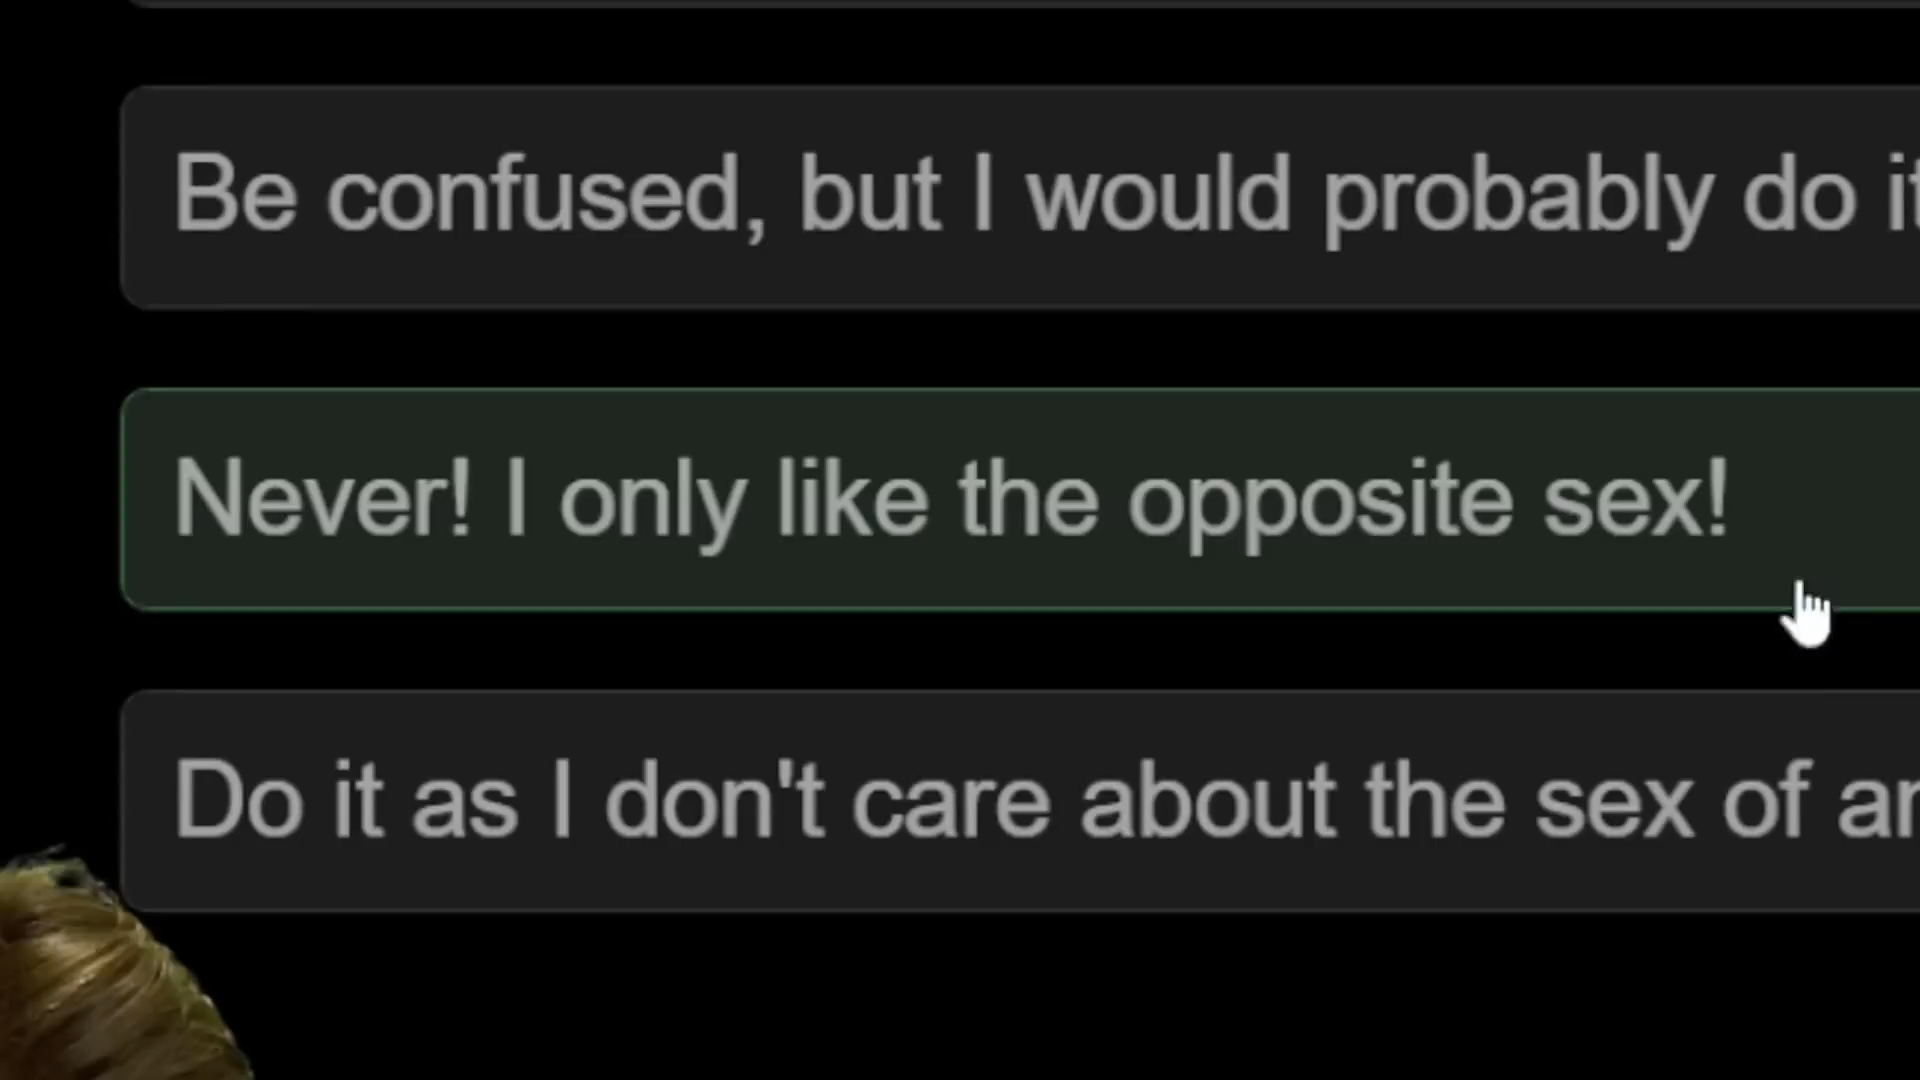 Be confused, but I would probably do it
Never! I only like the opposite sex!
Do it as I don't care about the sex of